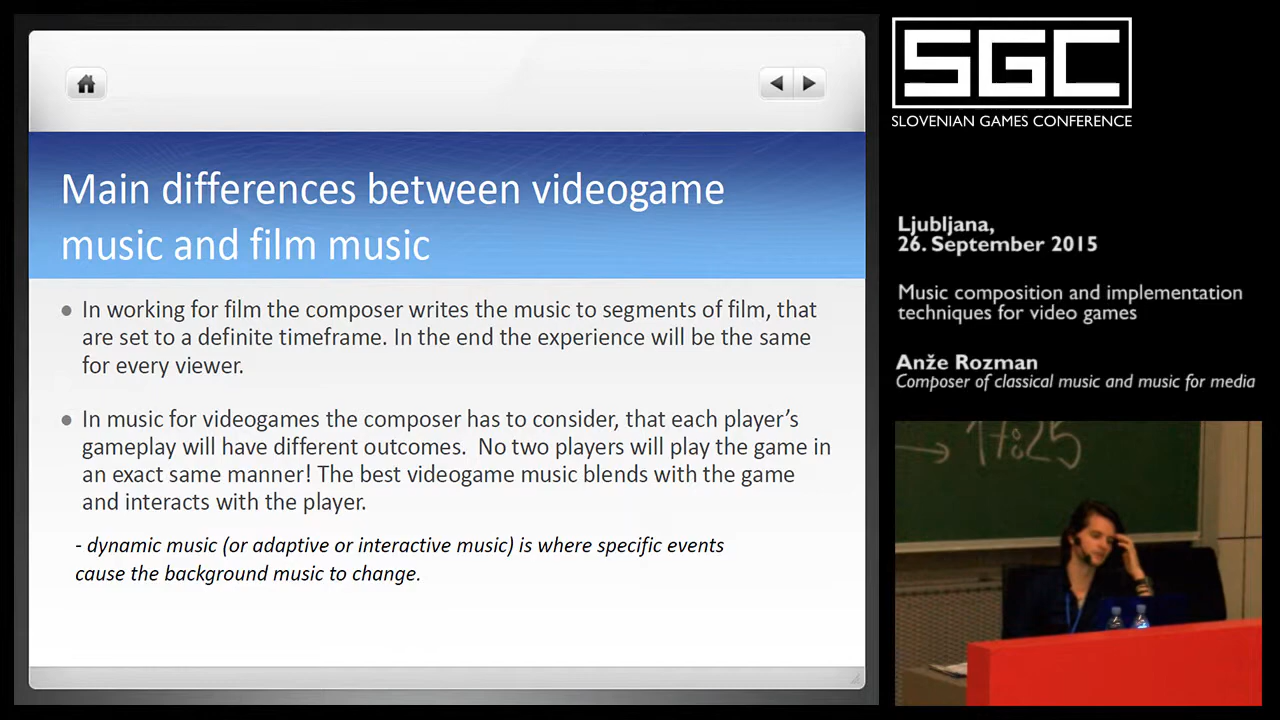 Main differences between videogame
music and film music
In working for film the composer writes the music to segments of film, that
are set to a definite timeframe. In the end the experience will be the same
for every viewer.
In music for videogames the composer has to consider, that each player's
gameplay will have different outcomes.  No two players will play the game in
an exact same manner! The best videogame music blends with the game
and interacts with the player.
- dynamic music (or adaptive or interactive music) is where specific events
cause the background music to change.
SGC
SLOVENIAN GAMES CONFERENCE
Ljubljana,
26. September 2015
Music composition and implementation
techniques for video games
Anže Rozman
Composer of classical music and music for media
17:25